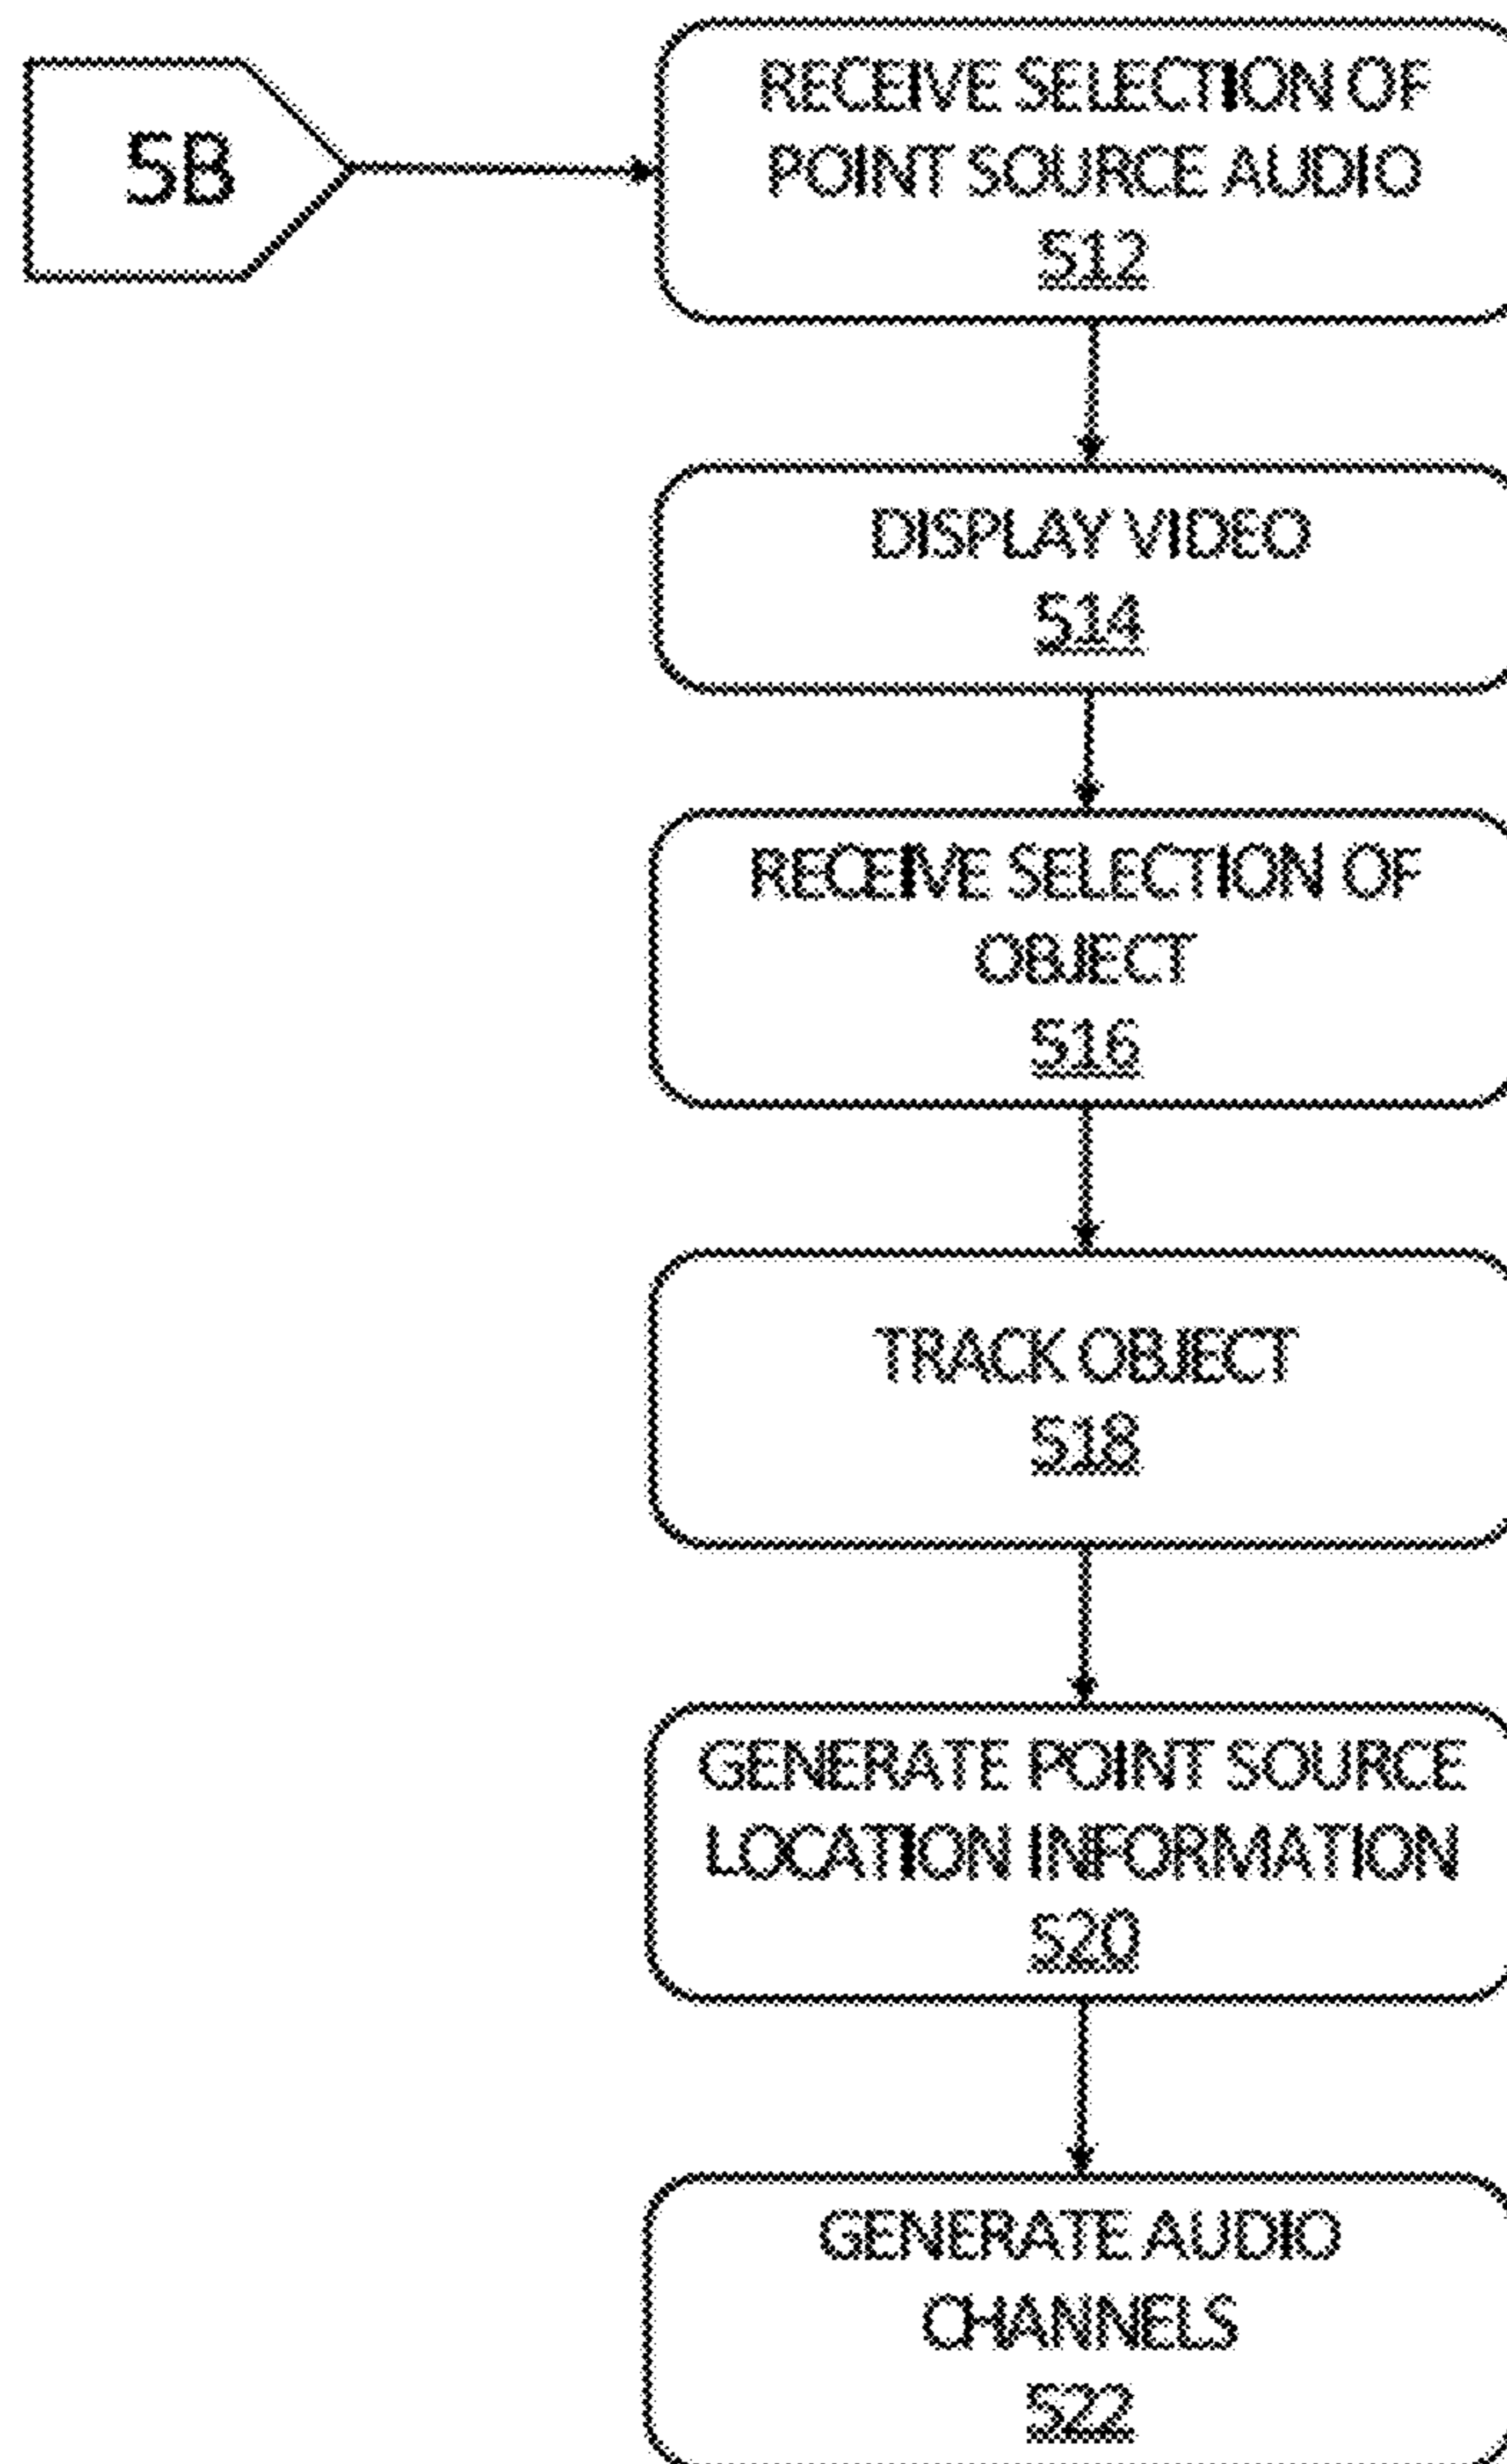 5B
RECEIVE SELECTION OF
POINT SOURCE AUDIO
S12
DISPLAY VIDEO
S14
RECEIVE SELECTION OF
OBJECT
S16
TRACK OBJECT
S18
GENERATE POINT SOURCE
LOCATION INFORMATION
S20
GENERATE AUDIO
CHANNELS
S22